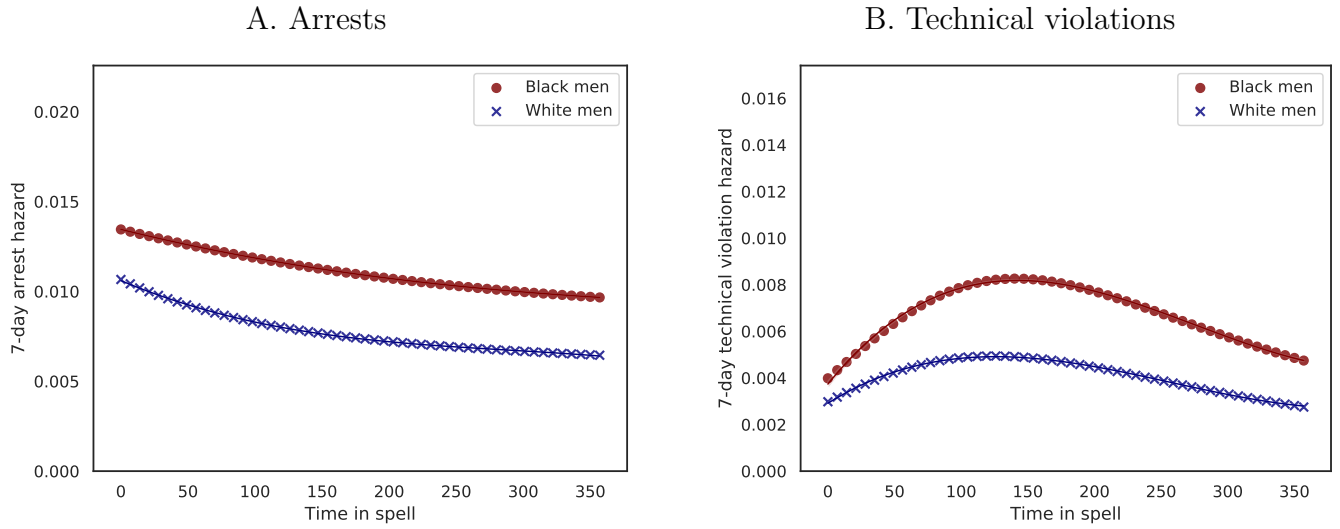 A. Arrests
7-day arrest hazard
0.020
0.015
0.010
0.005
0.000
Black men
White men
0 50 100 150 200 250 300 350
Time in spell
B. Technical violations
7-day technical violation hazard
0.016
0.014
0.012
0.010
0.008
0.006
0.004
0.002
0.000
Black men
White men
0 50 100 150 200 250 300 350
Time in spell